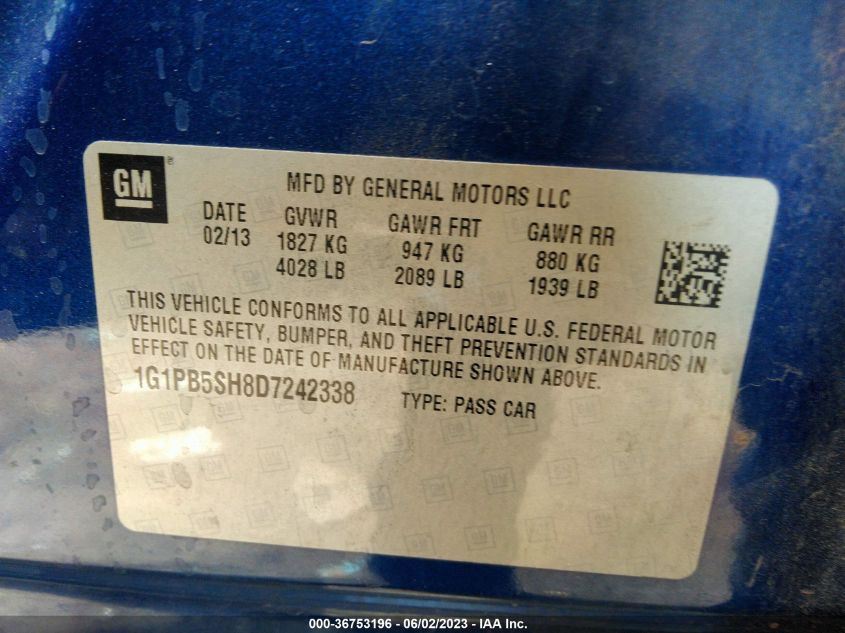 GM
MFD BY GENERAL MOTORS LLC
DATE GVWR GAWR FRT GAWR RR
02/13 1827 KG 947 KG 880 KG
4028 LB 2089 LB 1939 LB
THIS VEHICLE CONFORMS TO ALL APPLICABLE U.S. FEDERAL MOTOR
VEHICLE SAFETY, BUMPER, AND THEFT PREVENTION STANDARDS IN
EFFECT ON THE DATE OF MANUFACTURE SHOWN ABOVE.
1G1PB5SH8D7242338 TYPE: PASS CAR
000-36753196 - 06/02/2023 - IAA Inc.